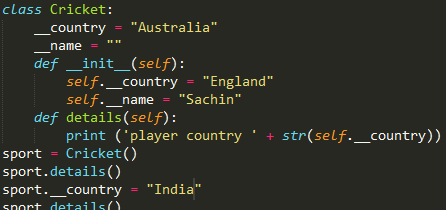 class Cricket:
    __country = "Australia"
    __name = ""
    def __init__(self):
        self.__country = "England"
        self.__name = "Sachin"
    def details(self):
        print ('player country ' + str(self.__country))
sport = Cricket()
sport.details()
sport.__country = "India"
sport.details()